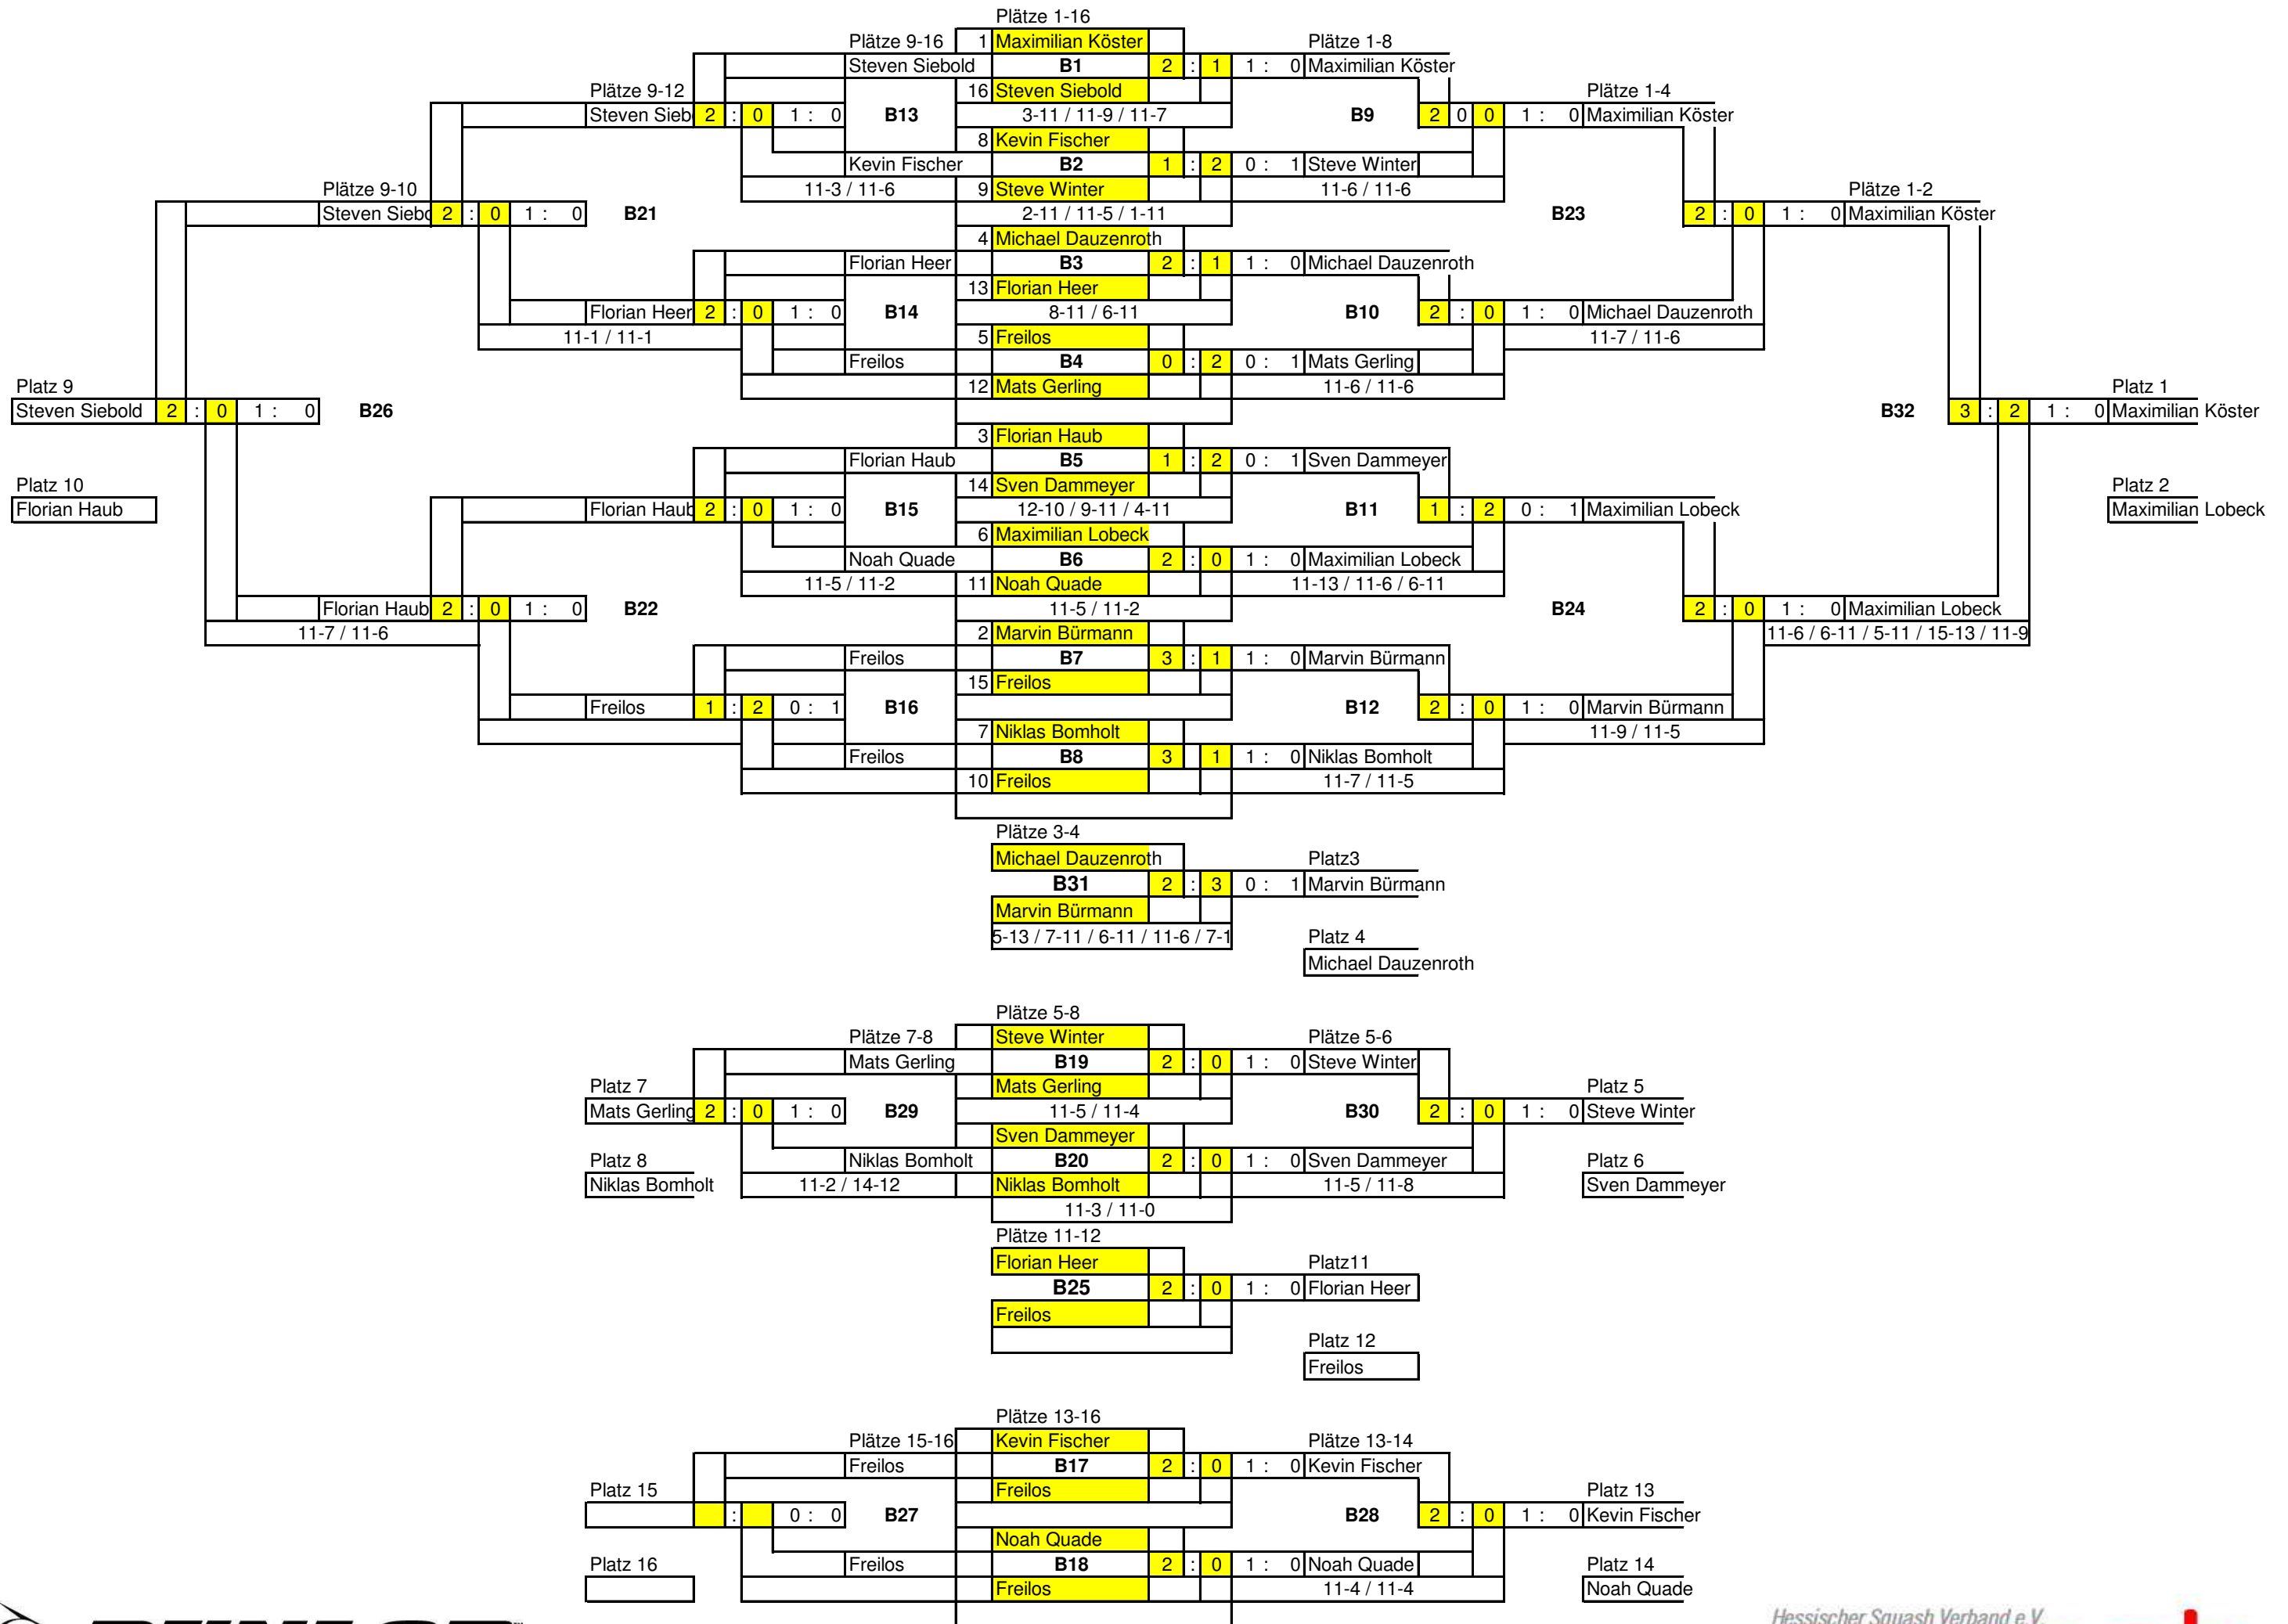 Plätze 1-16
Plätze 9-16 1 Maximilian Köster Plätze 1-8
Steven Siebold B1 2 : 1 1 : 0 Maximilian Köster
Plätze 9-12 16 Steven Siebold Plätze 1-4
Steven Sieb 2 : 0 1 : 0 B13 3-11 / 11-9 / 11-7 B9 2 0 0 1 : 0 Maximilian Köster
8 Kevin Fischer
Kevin Fischer B2 1 : 2 0 : 1 Steve Winter
Plätze 9-10 11-3 / 11-6 9 Steve Winter 11-6 / 11-6 Plätze 1-2
Steven Siebo 2 : 0 1 : 0 B21 2-11 / 11-5 / 1-11 B23 2 : 0 1 : 0 Maximilian Köster
4 Michael Dauzenroth
Florian Heer B3 2 : 1 1 : 0 Michael Dauzenroth
13 Florian Heer
Florian Heer 2 : 0 1 : 0 B14 8-11 / 6-11 B10 2 : 0 1 : 0 Michael Dauzenroth
11-1 / 11-1 5 Freilos 11-7 / 11-6
Freilos B4 0 : 2 0 : 1 Mats Gerling
Platz 9 12 Mats Gerling 11-6 / 11-6 Platz 1
Steven Siebold 2 : 0 1 : 0 B26 B32 3 : 2 1 : 0 Maximilian Köster
3 Florian Haub
Florian Haub B5 1 : 2 0 : 1 Sven Dammeyer
Platz 10 14 Sven Dammeyer Platz 2
Florian Haub Florian Haub 2 : 0 1 : 0 B15 12-10 / 9-11 / 4-11 B11 1 : 2 0 : 1 Maximilian Lobeck Maximilian Lobeck
6 Maximilian Lobeck
Noah Quade B6 2 : 0 1 : 0 Maximilian Lobeck
11-5 / 11-2 11 Noah Quade 11-13 / 11-6 / 6-11
Florian Haub 2 : 0 1 : 0 B22 11-5 / 11-2 B24 2 : 0 1 : 0 Maximilian Lobeck
11-7 / 11-6 2 Marvin Bürmann 11-6 / 6-11 / 5-11 / 15-13 / 11-9
Freilos B7 3 : 1 1 : 0 Marvin Bürmann
15 Freilos
Freilos 1 : 2 0 : 1 B16 B12 2 : 0 1 : 0 Marvin Bürmann
7 Niklas Bomholt 11-9 / 11-5
Freilos B8 3 : 1 1 : 0 Niklas Bomholt
10 Freilos 11-7 / 11-5
Plätze 3-4
Michael Dauzenroth Platz3
B31 2 : 3 0 : 1 Marvin Bürmann
Marvin Bürmann
5-13 / 7-11 / 6-11 / 11-6 / 7-1 Platz 4
Michael Dauzenroth
Plätze 5-8
Plätze 7-8 Steve Winter Plätze 5-6
Mats Gerling B19 2 : 0 1 : 0 Steve Winter
Platz 7 Mats Gerling Platz 5
Mats Gerling 2 : 0 1 : 0 B29 11-5 / 11-4 B30 2 : 0 1 : 0 Steve Winter
Sven Dammeyer
Platz 8 Niklas Bomholt B20 2 : 0 1 : 0 Sven Dammeyer Platz 6
Niklas Bomholt 11-2 / 14-12 Niklas Bomholt 11-5 / 11-8 Sven Dammeyer
11-3 / 11-0
Plätze 11-12
Florian Heer Platz11
B25 2 : 0 1 : 0 Florian Heer
Freilos
Platz 12
Freilos
Plätze 13-16
Plätze 15-16 Kevin Fischer Plätze 13-14
Freilos B17 2 : 0 1 : 0 Kevin Fischer
Platz 15 Freilos Platz 13
: 0 : 0 B27 B28 2 : 0 1 : 0 Kevin Fischer
Noah Quade
Platz 16 Freilos B18 2 : 0 1 : 0 Noah Quade Platz 14
Freilos 11-4 / 11-4 Noah Quade
DUNLOP Hessischer Squash Verband e.V.